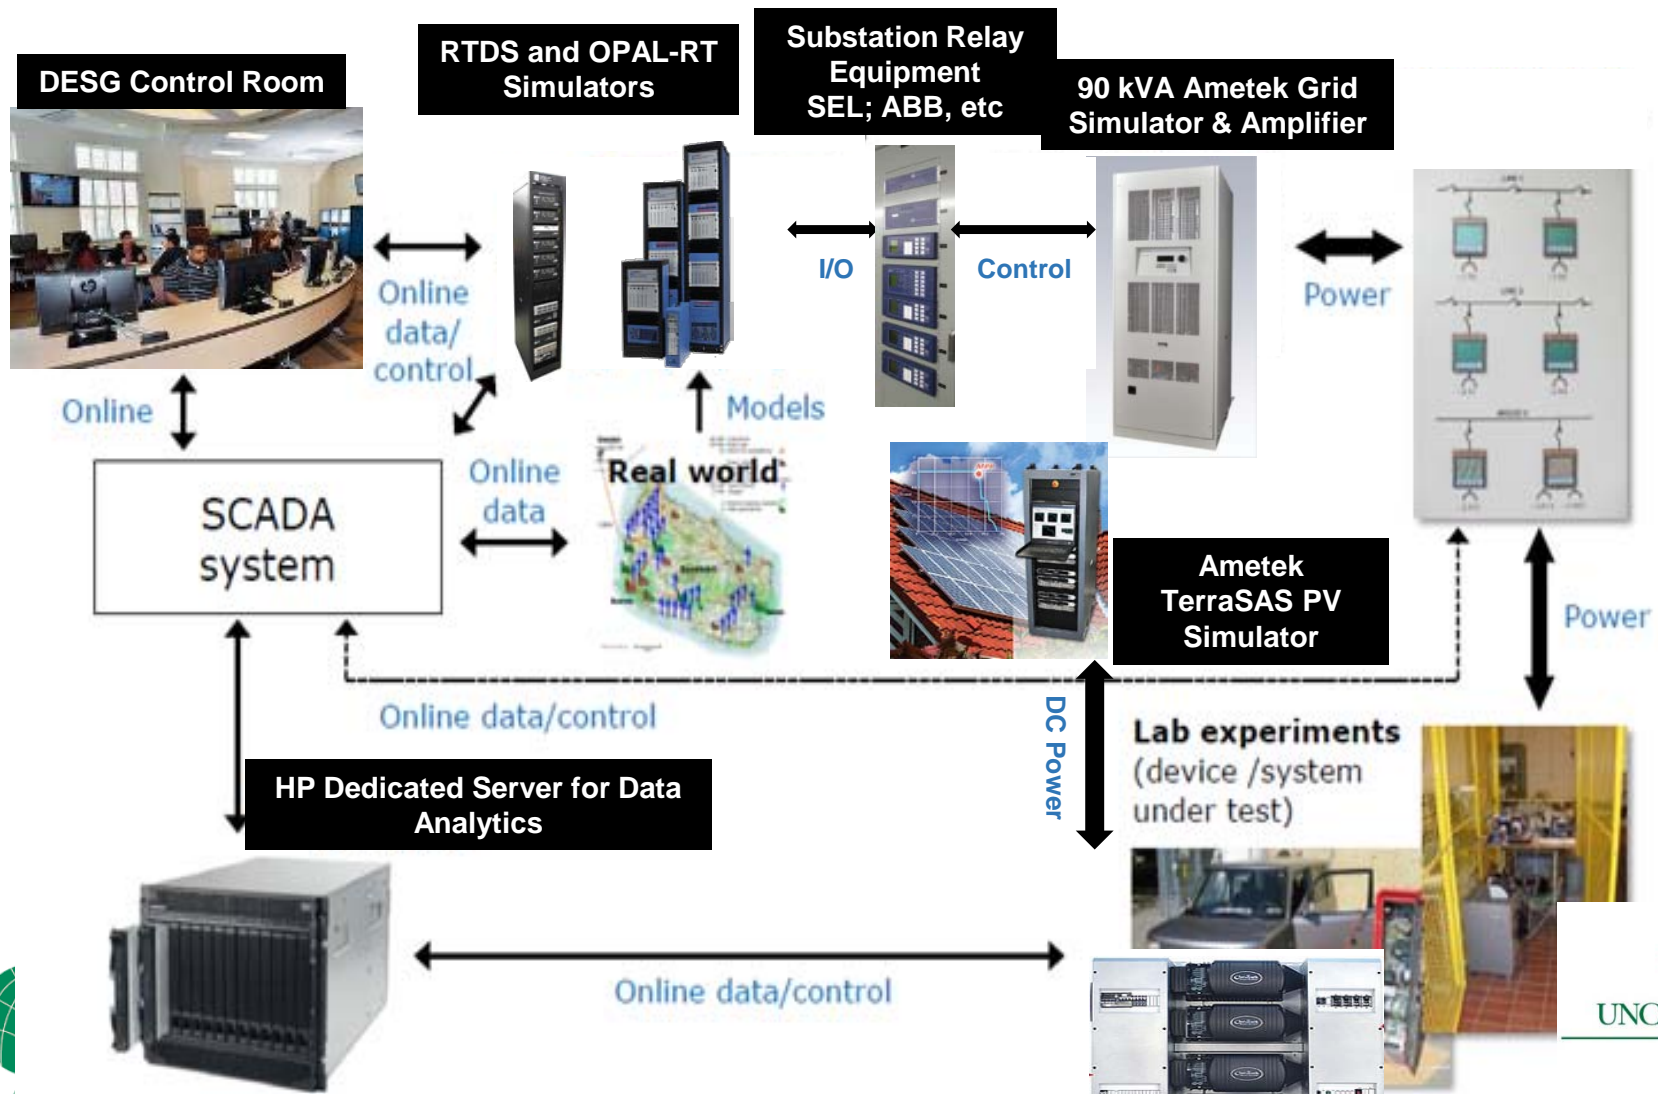 DESG Control Room
RTDS and OPAL-RT
Simulators
Substation Relay
Equipment
SEL; ABB, etc
90 kVA Ametek Grid
Simulator & Amplifier
Online
data/
control
I/O
Control
Power
Online
Models
SCADA
system
Online
data
Real world
Ametek
TerraSAS PV
Simulator
Power
Online data/control
DC Power
Lab experiments
(device /system
under test)
HP Dedicated Server for Data
Analytics
Online data/control
UNC